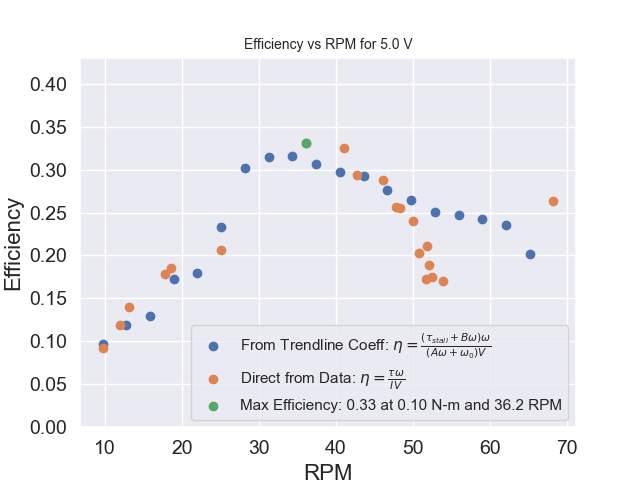 Efficiency vs RPM for 5.0 V
0.40
0.35
0.30
0.25
0.20
0.15
0.10
0.05
0.00
Efficiency
From Trendline Coeff: η = (τ_stall + Bω)ω / (Aω + ω₀)V
Direct from Data: η = τω / IV
Max Efficiency: 0.33 at 0.10 N-m and 36.2 RPM
10 20 30 40 50 60 70
RPM